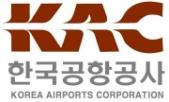 KAC
한국공항공사
KOREA AIRPORTS CORPORATION